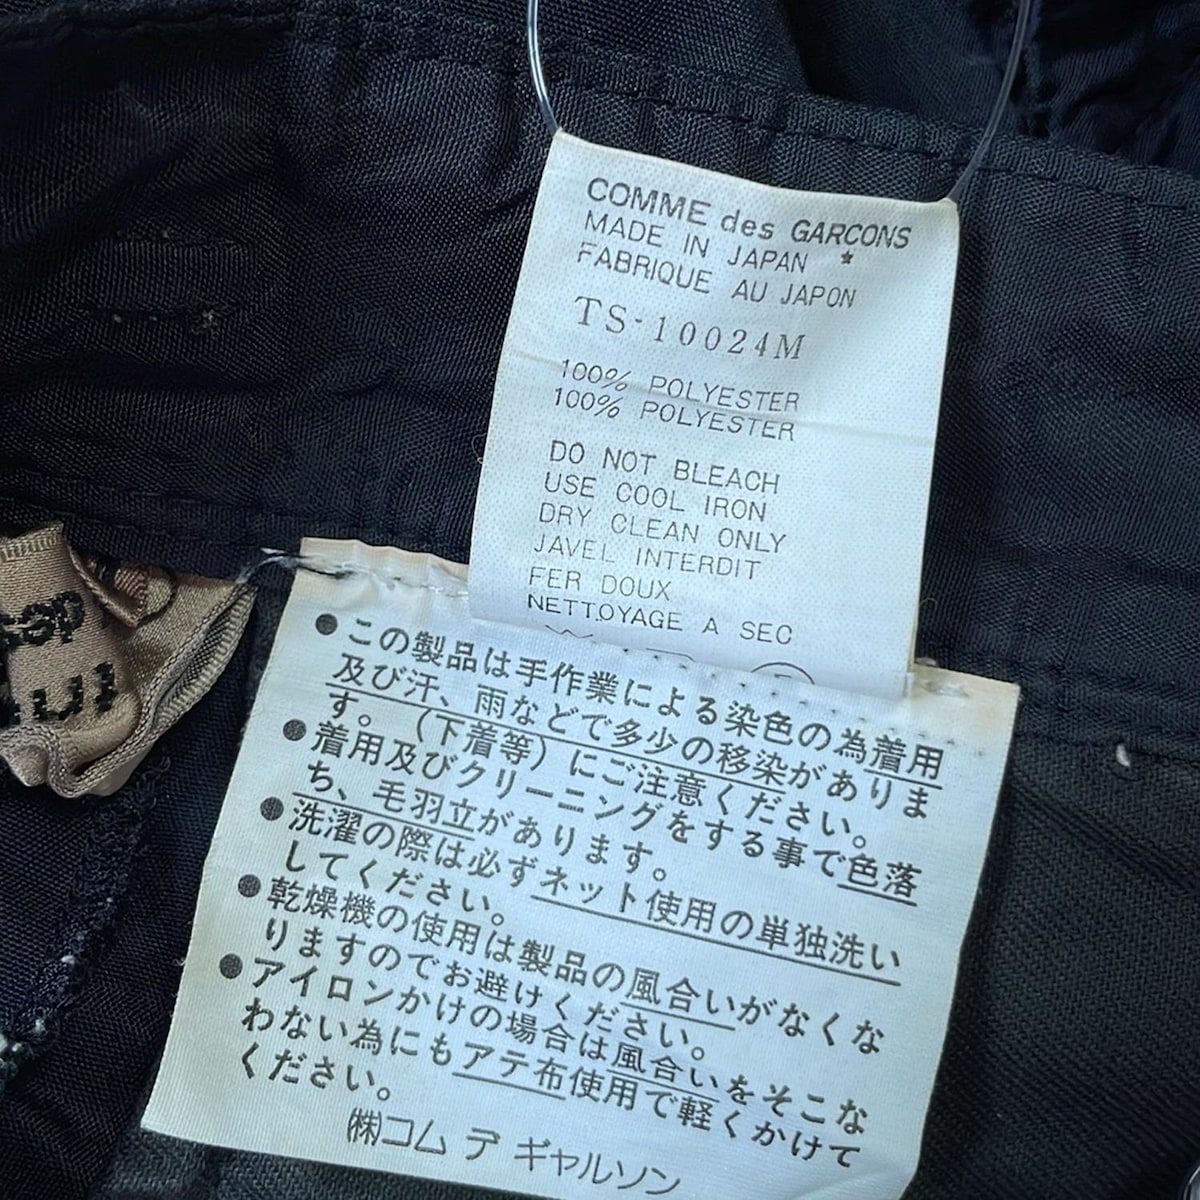 COMME des GARCONS
MADE IN JAPAN *
FABRIQUE AU JAPON
TS-10024M
100% POLYESTER
100% POLYESTER
DO NOT BLEACH
USE COOL IRON
DRY CLEAN ONLY
JAVEL INTERDIT
FER DOUX
NETTOYAGE A SEC
●この製品は手作業による染色の為着用
及び汗、雨などで多少の移染がありま
す。(下着等)にご注意ください。
●着用及びクリーニングをする事で色落
ち、毛羽立があります。
●洗濯の際は必ずネット使用の単独洗い
してください。
●乾燥機の使用は製品の風合いがなくな
りますのでお避けください。
●アイロンかけの場合は風合いをそこな
わない為にもアテ布使用で軽くかけて
ください。
㈱コム デ ギャルソン